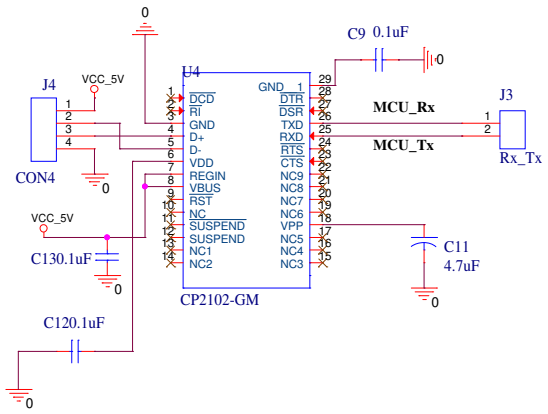 0
C9 0.1uF
0
U4
J4
VCC_5V
1
2
3
4
CON4
0
1 DCD
2 RI
3 GND
4 D+
5 D-
6 VDD
7 REGIN
8 VBUS
9 RST
10 NC
11 SUSPEND
12 SUSPEND
13 NC1
14 NC2
GND_1 29
DTR 28
DSR 27
TXD 26
RXD 25
RTS 24
CTS 23
NC9 22
NC8 21
NC7 20
NC6 19
VPP 18
NC5 17
NC4 16
NC3 15
CP2102-GM
MCU_Rx
MCU_Tx
J3
1
2
Rx_Tx
VCC_5V
C130.1uF
0
C11
4.7uF
0
C120.1uF
0